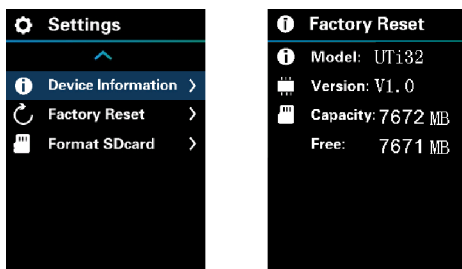 Settings
Device Information
Factory Reset
Format SDcard
Factory Reset
Model: UTi32
Version: V1.0
Capacity: 7672 MB
Free: 7671 MB